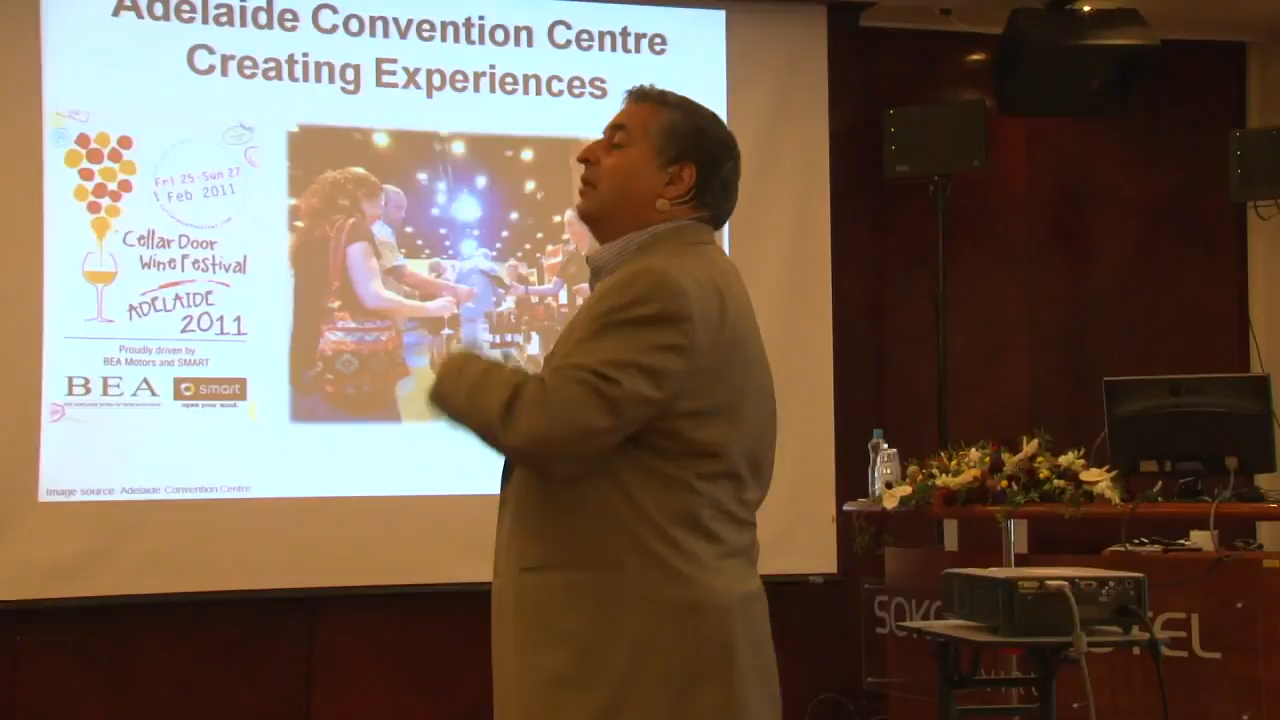 Adelaide Convention Centre
Creating Experiences
Fri 25-Sun 27
Feb 2011
Cellar Door
Wine Festival
ADELAIDE
2011
Proudly driven by
BEA Motors and SMART
BEA
smart
open your mind.
Image source: Adelaide Convention Centre